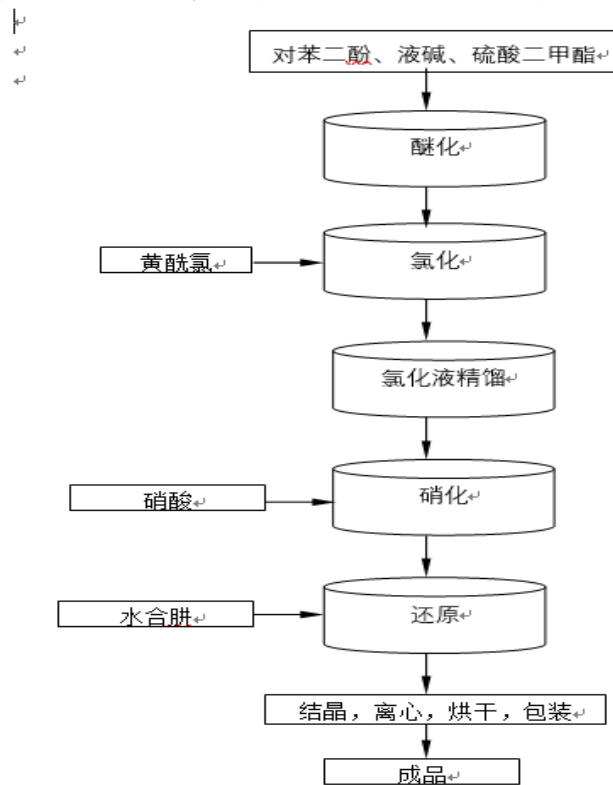 对苯二酚、液碱、硫酸二甲酯
醚化
黄酰氯
氯化
氯化液精馏
硝酸
硝化
水合肼
还原
结晶，离心，烘干，包装
成品